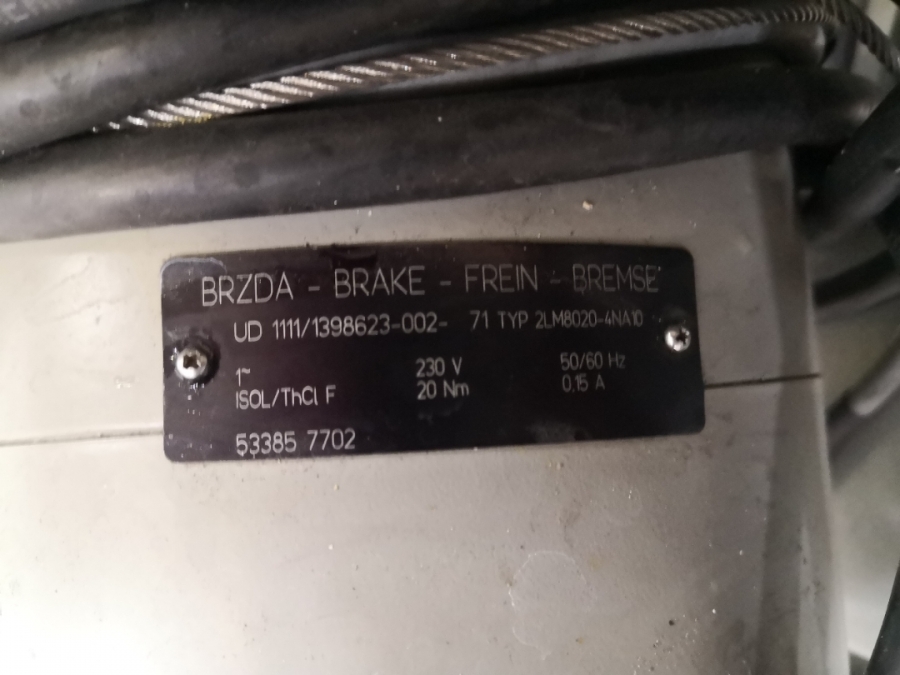 BRZDA - BRAKE - FREIN - BREMSE
UD 1111/1398623-002- 71 TYP 2LM8020-4NA10
1~ 230 V 50/60 Hz
ISOL/ThCl F 20 Nm 0,15 A
53385 7702